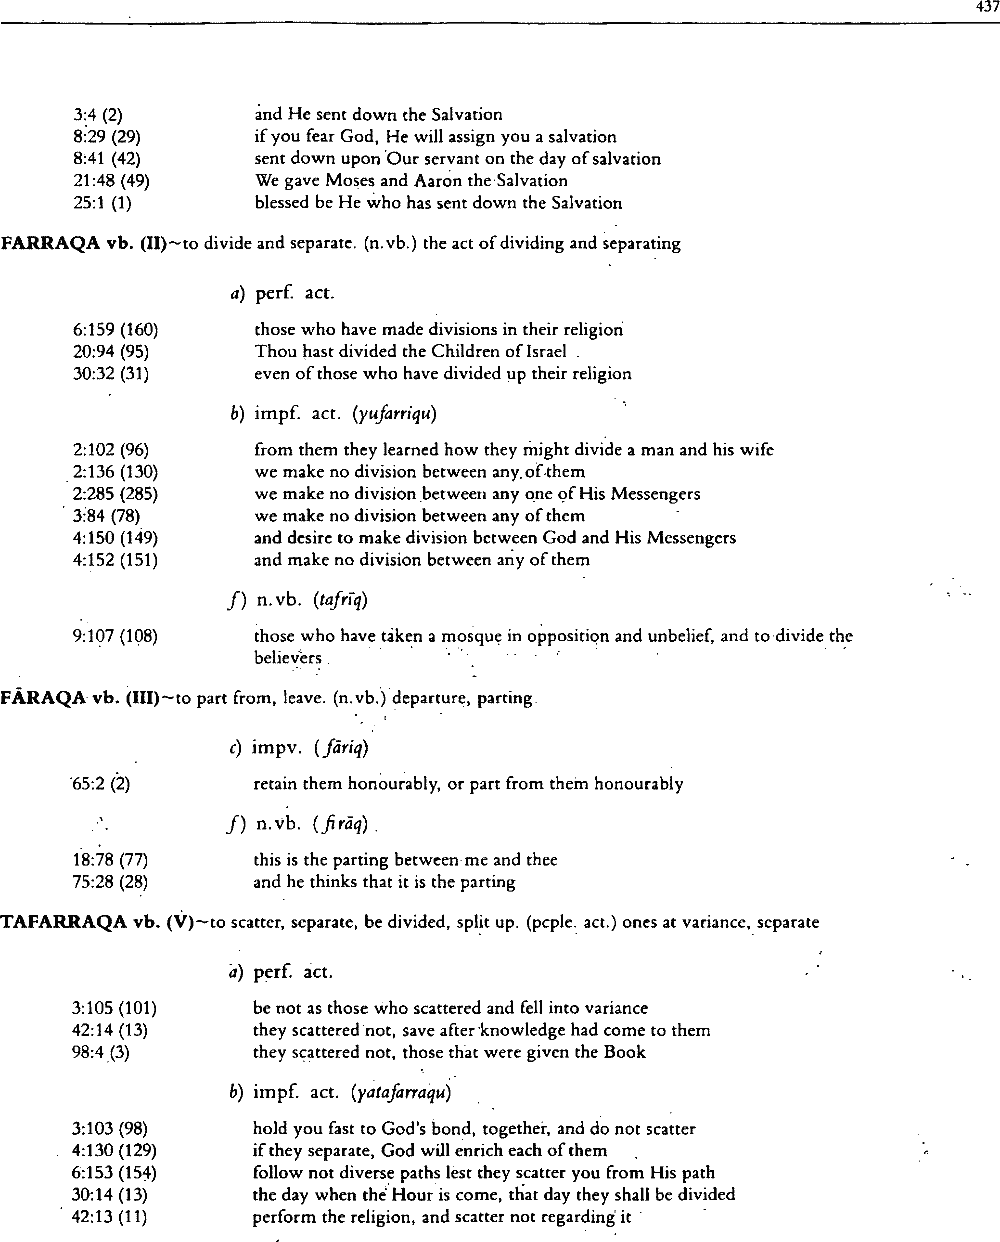 437
3:4 (2) and He sent down the Salvation
8:29 (29) if you fear God, He will assign you a salvation
8:41 (42) sent down upon Our servant on the day of salvation
21:48 (49) We gave Moses and Aaron the Salvation
25:1 (1) blessed be He who has sent down the Salvation
FARRAQA vb. (II)~to divide and separate. (n.vb.) the act of dividing and separating
a) perf. act.
6:159 (160) those who have made divisions in their religion
20:94 (95) Thou hast divided the Children of Israel
30:32 (31) even of those who have divided up their religion
b) impf. act. (yufarriqu)
2:102 (96) from them they learned how they might divide a man and his wife
2:136 (130) we make no division between any of them
2:285 (285) we make no division between any one of His Messengers
3:84 (78) we make no division between any of them
4:150 (149) and desire to make division between God and His Messengers
4:152 (151) and make no division between any of them
f) n.vb. (tafrīq)
9:107 (108) those who have taken a mosque in opposition and unbelief, and to divide the
believers
FĀRAQA vb. (III)~to part from, leave. (n.vb.) departure, parting
c) impv. (fāriq)
65:2 (2) retain them honourably, or part from them honourably
f) n.vb. (firāq)
18:78 (77) this is the parting between me and thee
75:28 (28) and he thinks that it is the parting
TAFARRAQA vb. (V)~to scatter, separate, be divided, split up. (pcple. act.) ones at variance, separate
a) perf. act.
3:105 (101) be not as those who scattered and fell into variance
42:14 (13) they scattered not, save after knowledge had come to them
98:4 (3) they scattered not, those that were given the Book
b) impf. act. (yatafarraqu)
3:103 (98) hold you fast to God's bond, together, and do not scatter
4:130 (129) if they separate, God will enrich each of them
6:153 (154) follow not diverse paths lest they scatter you from His path
30:14 (13) the day when the Hour is come, that day they shall be divided
42:13 (11) perform the religion, and scatter not regarding it